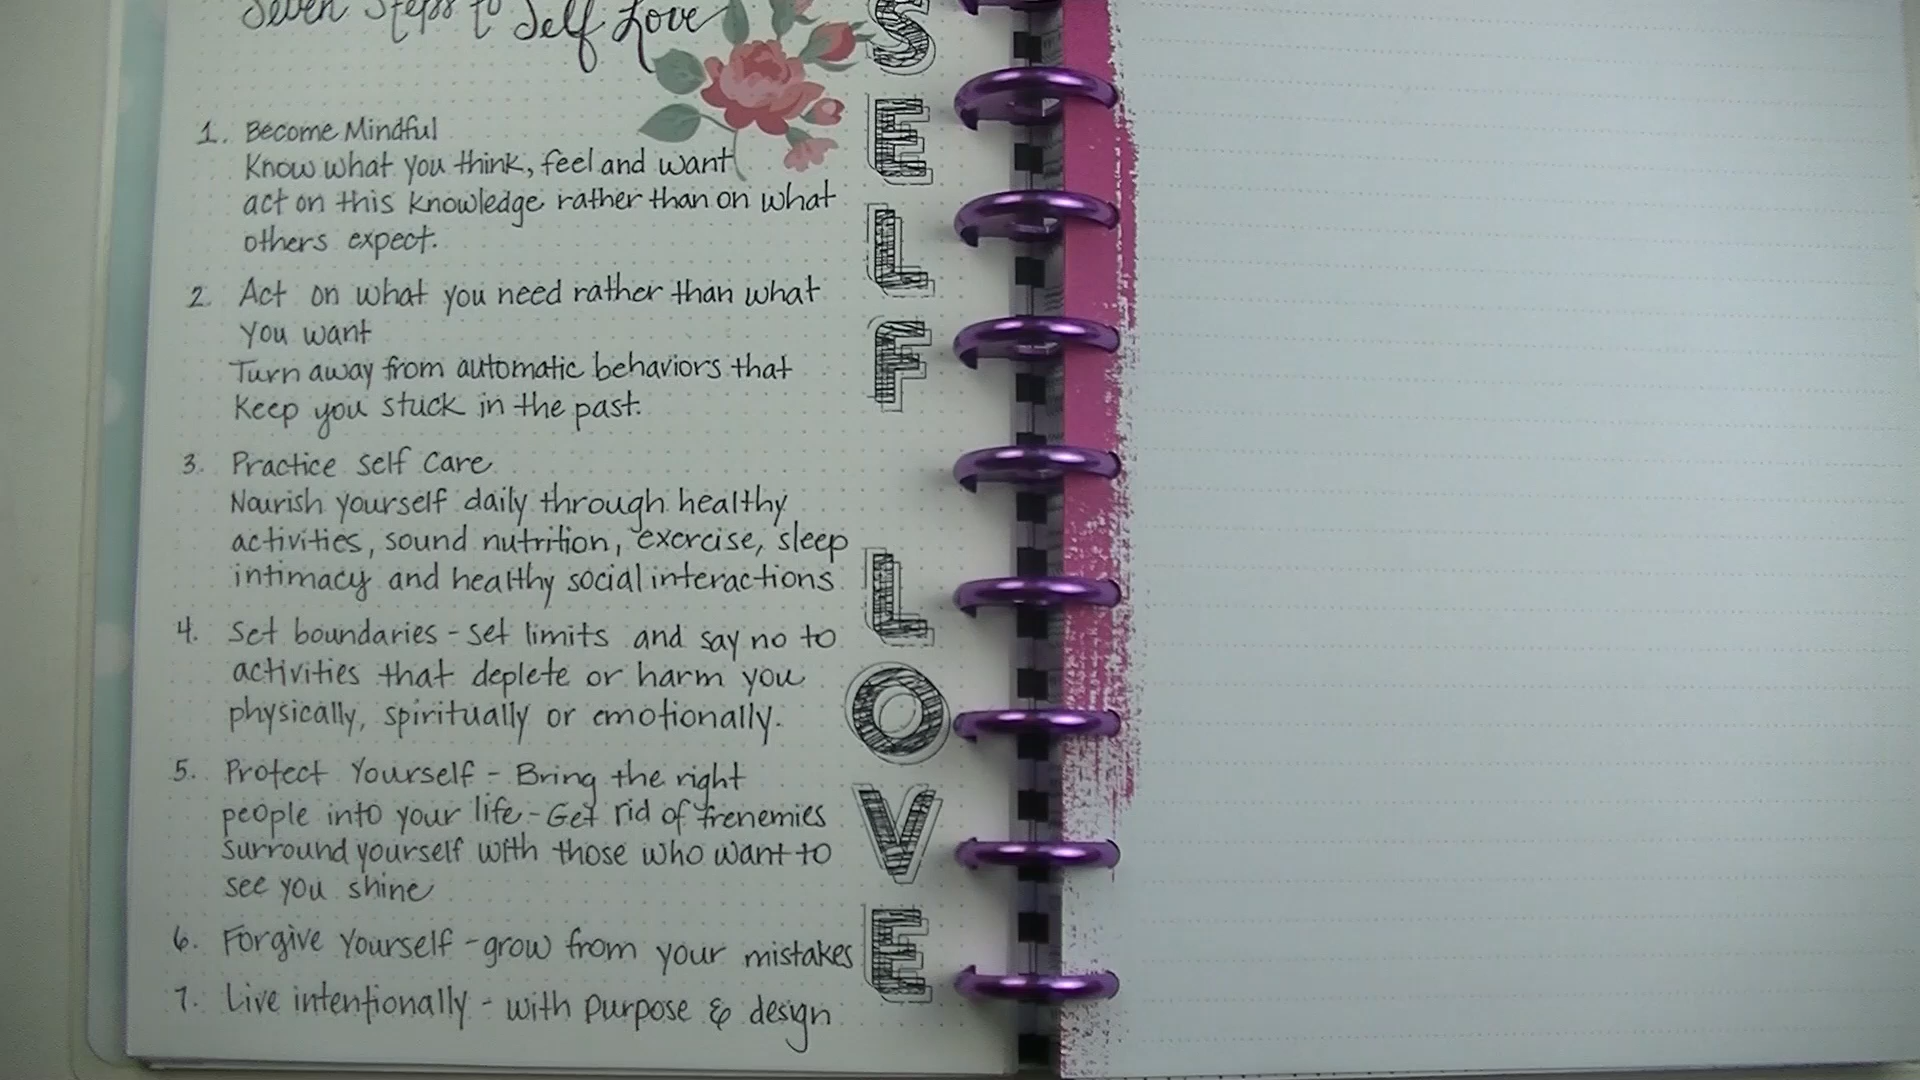 Seven Steps to Self Love
1. Become Mindful
Know what you think, feel and want
act on this knowledge rather than on what
others expect.
2. Act on what you need rather than what
you want
Turn away from automatic behaviors that
keep you stuck in the past.
3. Practice Self Care
Nourish yourself daily through healthy
activities, sound nutrition, exercise, sleep
intimacy and healthy social interactions
4. Set boundaries - set limits and say no to
activities that deplete or harm you
physically, spiritually or emotionally.
5. Protect Yourself - Bring the right
people into your life - Get rid of frenemies
surround yourself with those who want to
see you shine
6. Forgive Yourself - grow from your mistakes
7. Live intentionally - with purpose & design
SELF LOVE